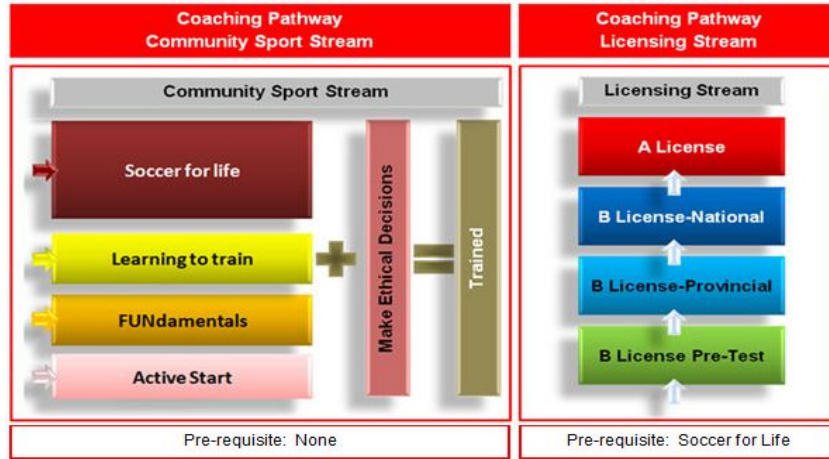 Coaching Pathway
Community Sport Stream
Community Sport Stream
Soccer for life
Learning to train
FUNdamentals
Active Start
Make Ethical Decisions
Trained
Pre-requisite: None
Coaching Pathway
Licensing Stream
Licensing Stream
A License
B License-National
B License-Provincial
B License Pre-Test
Pre-requisite: Soccer for Life